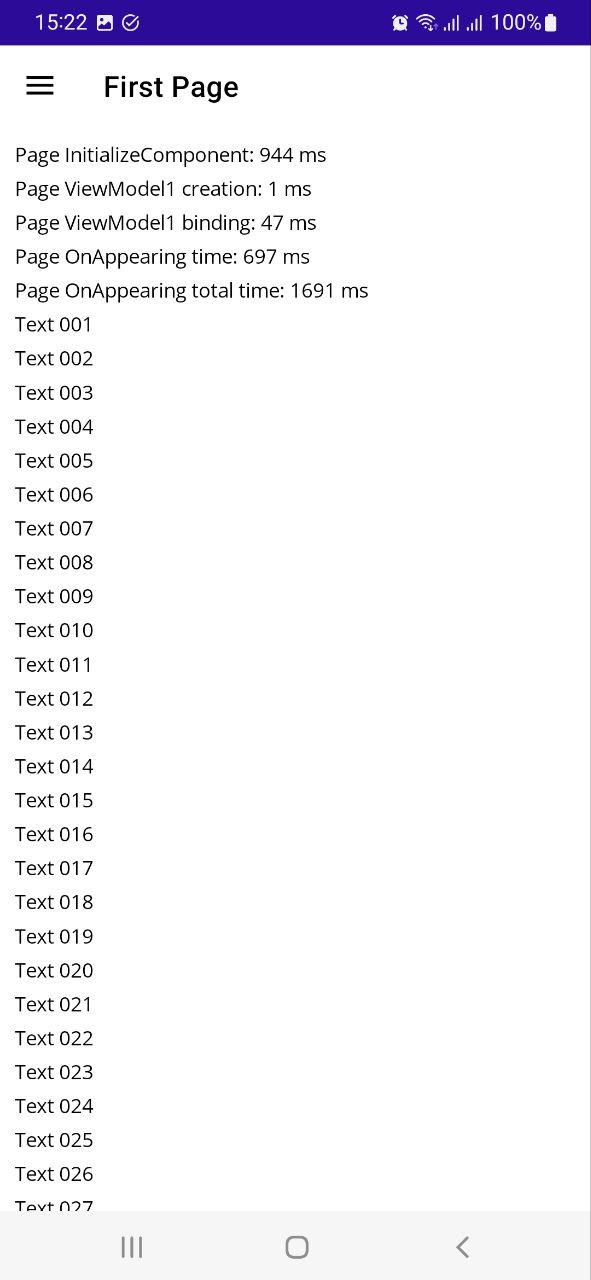 15:22 100%
First Page
Page InitializeComponent: 944 ms
Page ViewModel1 creation: 1 ms
Page ViewModel1 binding: 47 ms
Page OnAppearing time: 697 ms
Page OnAppearing total time: 1691 ms
Text 001
Text 002
Text 003
Text 004
Text 005
Text 006
Text 007
Text 008
Text 009
Text 010
Text 011
Text 012
Text 013
Text 014
Text 015
Text 016
Text 017
Text 018
Text 019
Text 020
Text 021
Text 022
Text 023
Text 024
Text 025
Text 026
Text 027